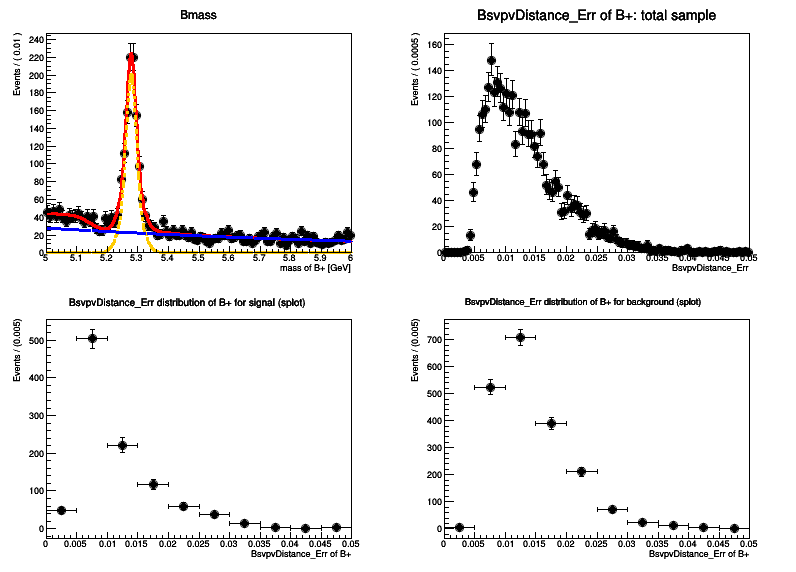 Bmass
Events / ( 0.01 )
240
220
200
180
160
140
120
100
80
60
40
20
0
5 5.1 5.2 5.3 5.4 5.5 5.6 5.7 5.8 5.9 6
mass of B+ [GeV]
BsvpvDistance_Err of B+: total sample
Events / ( 0.0005 )
160
140
120
100
80
60
40
20
0
0 0.005 0.01 0.015 0.02 0.025 0.03 0.035 0.04 0.045 0.05
BsvpvDistance_Err
BsvpvDistance_Err distribution of B+ for signal (splot)
Events / (0.005)
500
400
300
200
100
0
0 0.005 0.01 0.015 0.02 0.025 0.03 0.035 0.04 0.045 0.05
BsvpvDistance_Err of B+
BsvpvDistance_Err distribution of B+ for background (splot)
Events / (0.005)
700
600
500
400
300
200
100
0
0 0.005 0.01 0.015 0.02 0.025 0.03 0.035 0.04 0.045 0.05
BsvpvDistance_Err of B+